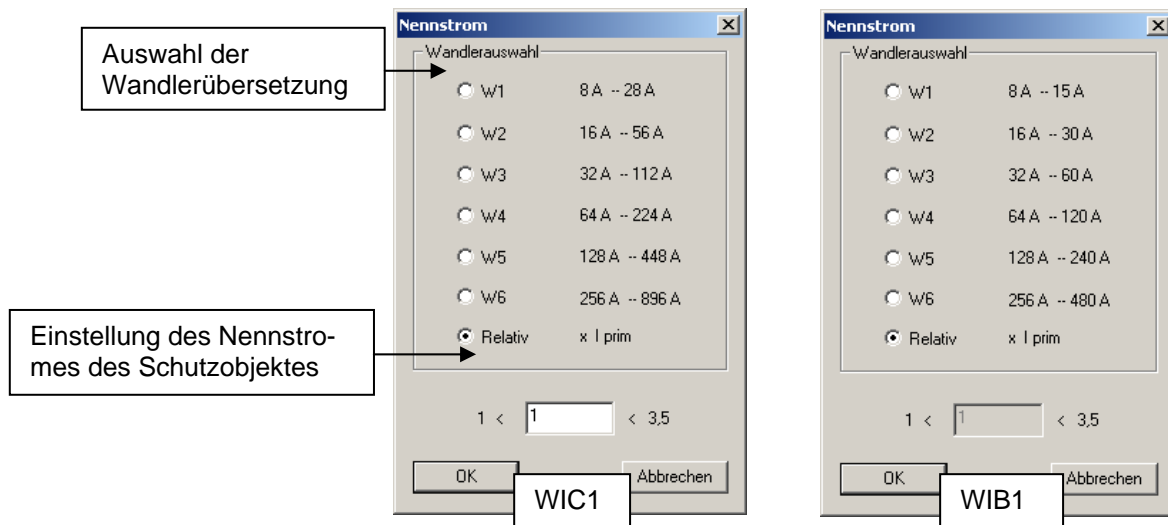 Auswahl der
Wandlerübersetzung
Einstellung des Nennstro-
mes des Schutzobjektes
Nennstrom
Wandlerauswahl
W1 8 A -- 28 A
W2 16 A -- 56 A
W3 32 A -- 112 A
W4 64 A -- 224 A
W5 128 A -- 448 A
W6 256 A -- 896 A
Relativ x I prim
1 < 1 < 3,5
OK Abbrechen
WIC1
Nennstrom
Wandlerauswahl
W1 8 A -- 15 A
W2 16 A -- 30 A
W3 32 A -- 60 A
W4 64 A -- 120 A
W5 128 A -- 240 A
W6 256 A -- 480 A
Relativ x I prim
1 < 1 < 3,5
OK Abbrechen
WIB1